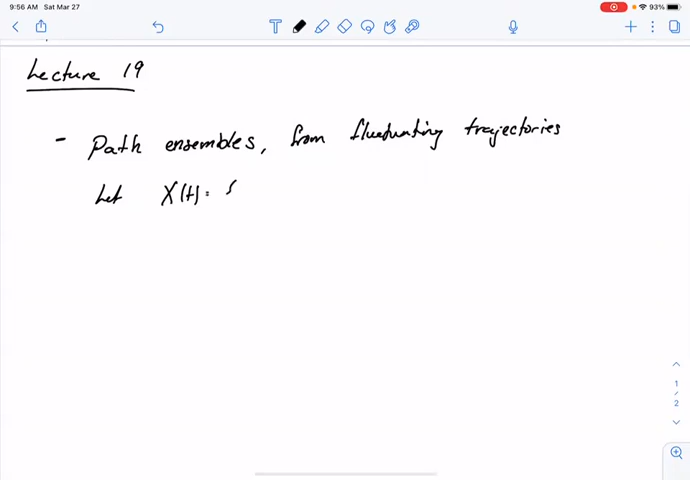 9:56 AM Sat Mar 27
93%
T
Lecture 19
- Path ensembles, from fluctuating trajectories
Let X(t) =
1
/
2